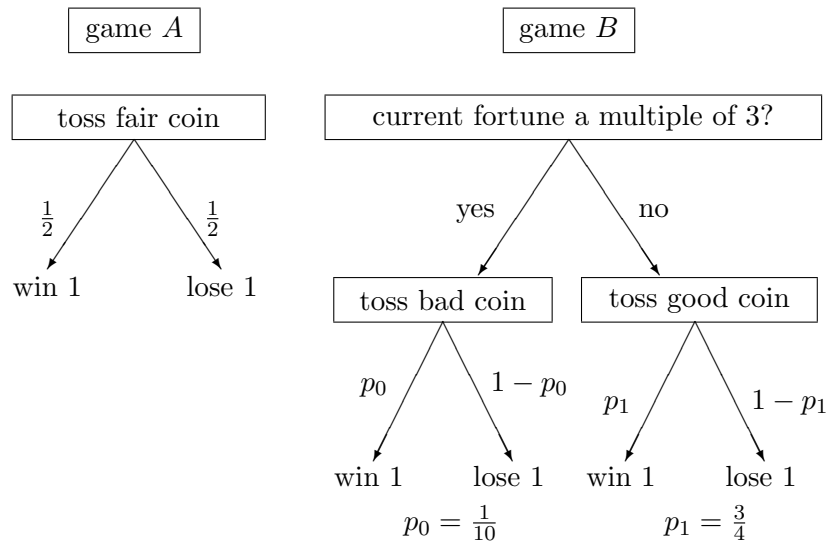 game A game B
toss fair coin current fortune a multiple of 3?
1/2 1/2 yes no
win 1 lose 1 toss bad coin toss good coin
p₀ 1 − p₀ p₁ 1 − p₁
win 1 lose 1 win 1 lose 1
p₀ = 1/10 p₁ = 3/4